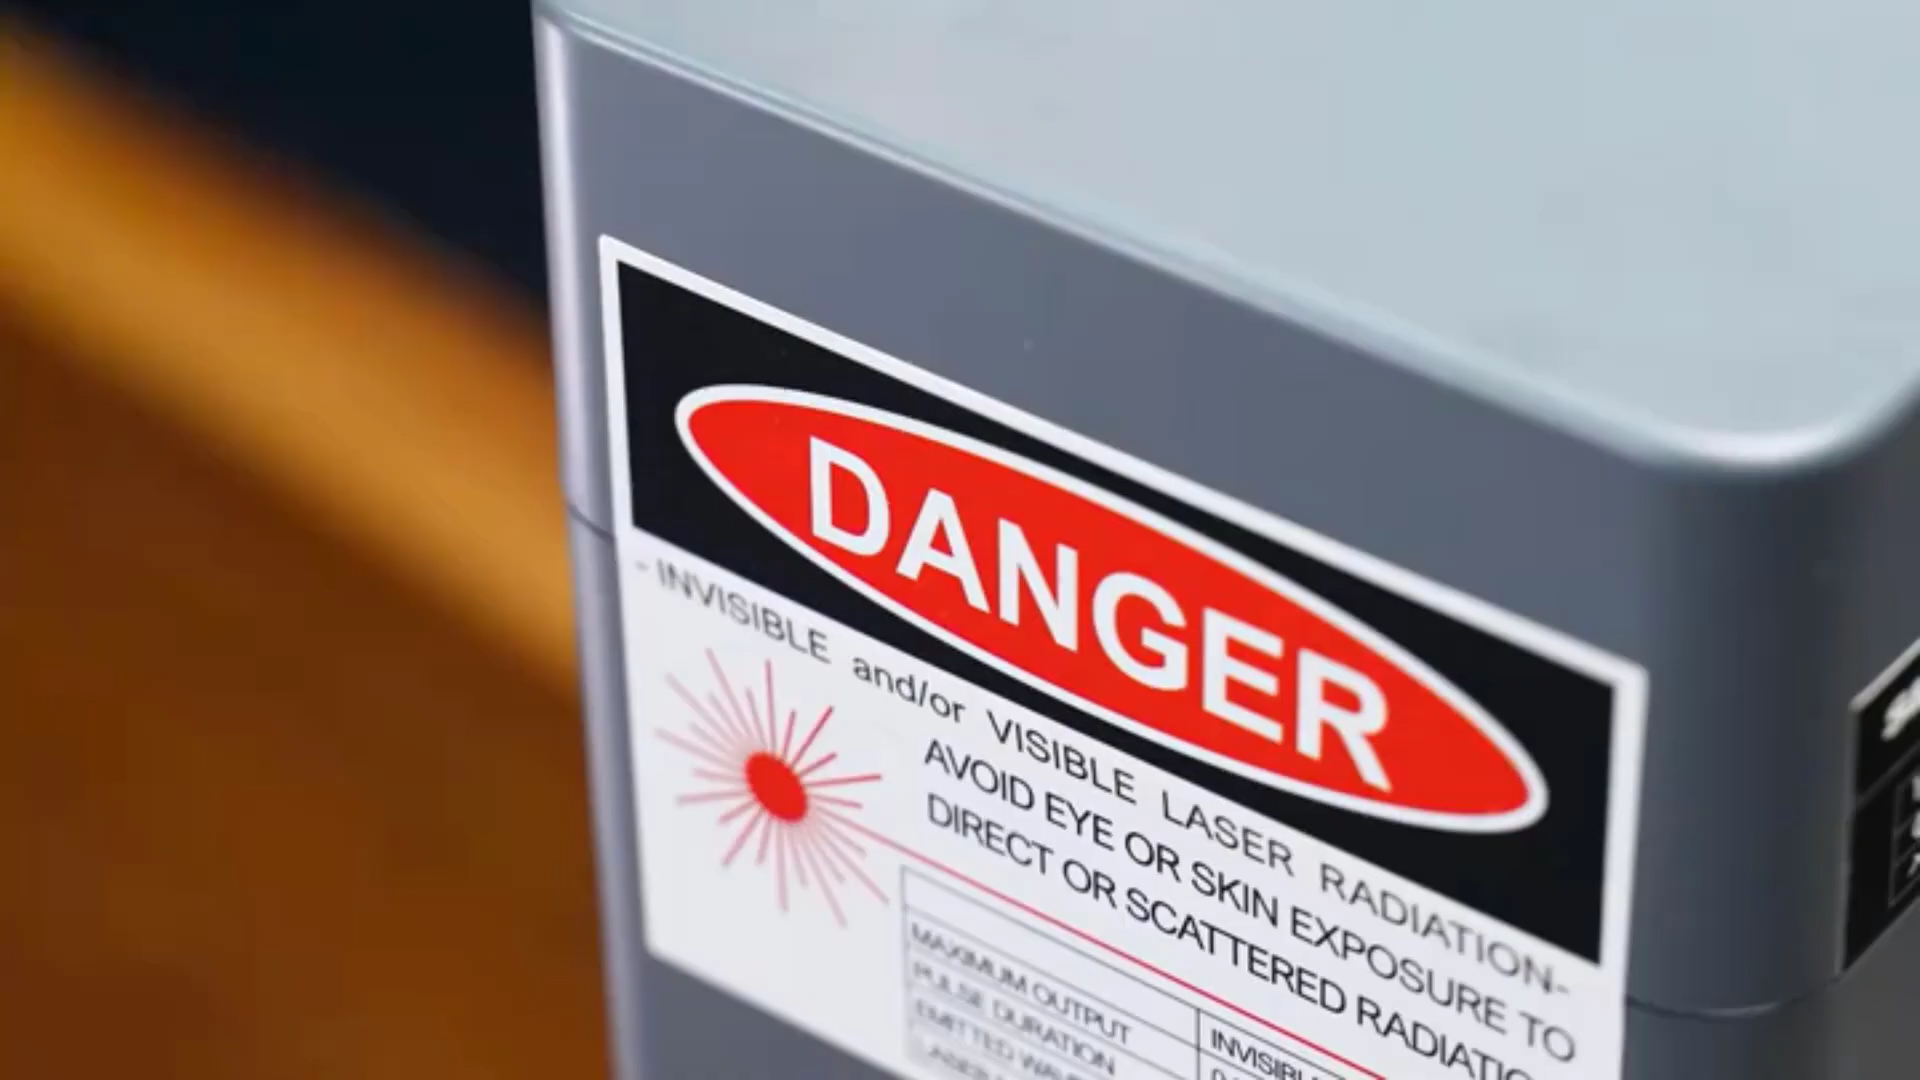 DANGER
- INVISIBLE and/or VISIBLE LASER RADIATION-
AVOID EYE OR SKIN EXPOSURE TO
DIRECT OR SCATTERED RADIATIO
MAXIMUM OUTPUT
INVISIBL
PULSE DURATION
EMITTED WAVE